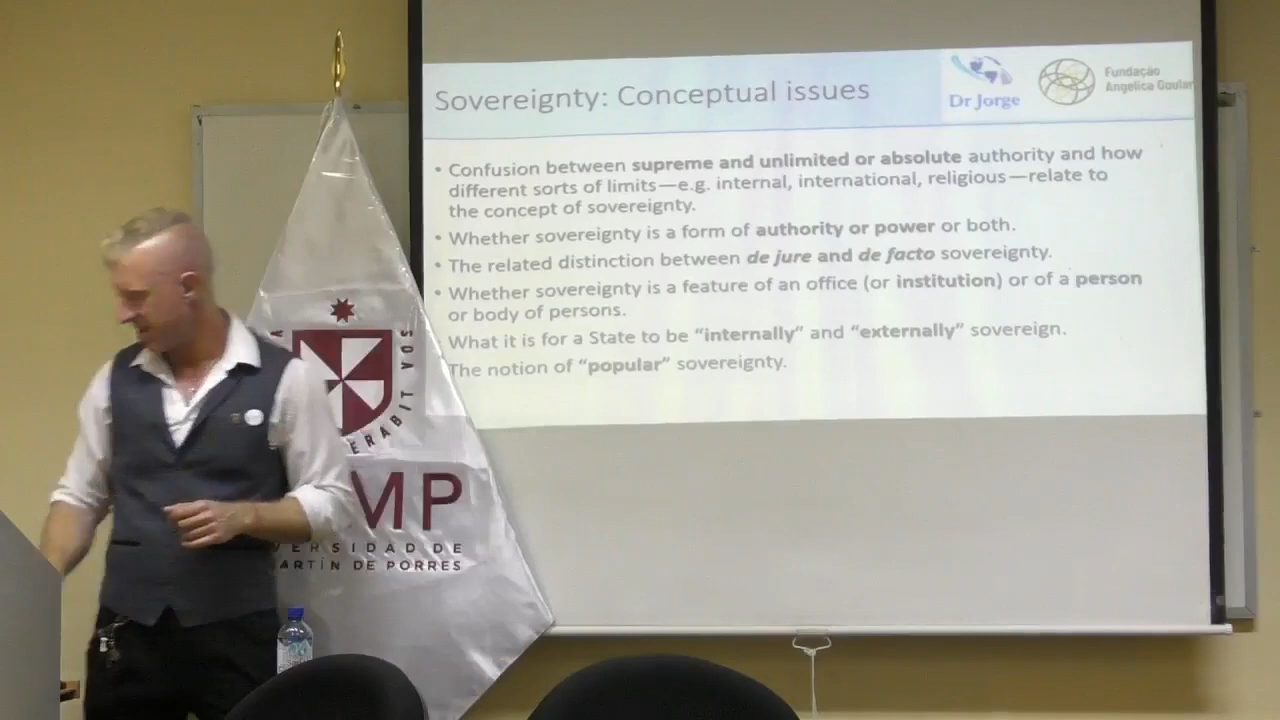 Sovereignty: Conceptual issues
Dr Jorge
Fundação
Angelica Goular
• Confusion between supreme and unlimited or absolute authority and how
different sorts of limits—e.g. internal, international, religious—relate to
the concept of sovereignty.
• Whether sovereignty is a form of authority or power or both.
• The related distinction between de jure and de facto sovereignty.
• Whether sovereignty is a feature of an office (or institution) or of a person
or body of persons.
What it is for a State to be “internally” and “externally” sovereign.
The notion of “popular” sovereignty.
ERABIT VOS
MP
VERSIDAD DE
ARTÍN DE PORRES